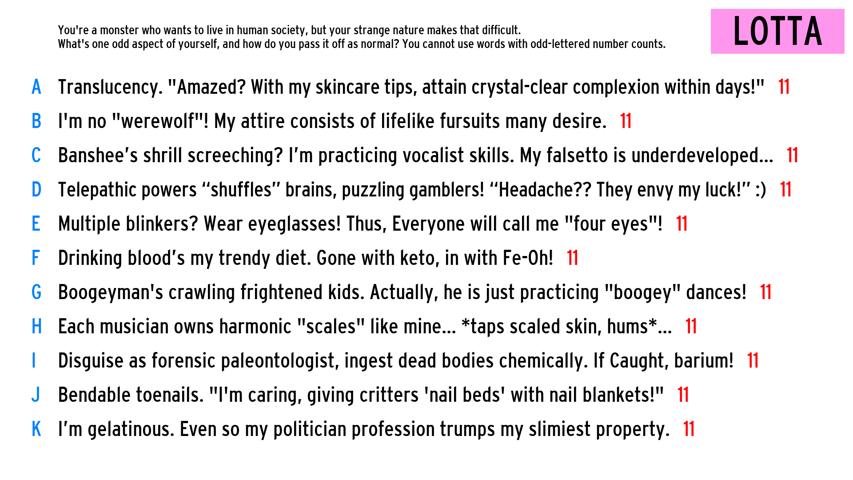 You're a monster who wants to live in human society, but your strange nature makes that difficult.
What's one odd aspect of yourself, and how do you pass it off as normal? You cannot use words with odd-lettered number counts.
LOTTA
A Translucency. "Amazed? With my skincare tips, attain crystal-clear complexion within days!" 11
B I'm no "werewolf"! My attire consists of lifelike fursuits many desire. 11
C Banshee’s shrill screeching? I’m practicing vocalist skills. My falsetto is underdeveloped... 11
D Telepathic powers “shuffles” brains, puzzling gamblers! “Headache?? They envy my luck!” :) 11
E Multiple blinkers? Wear eyeglasses! Thus, Everyone will call me "four eyes"! 11
F Drinking blood’s my trendy diet. Gone with keto, in with Fe-Oh! 11
G Boogeyman's crawling frightened kids. Actually, he is just practicing "boogey" dances! 11
H Each musician owns harmonic "scales" like mine... *taps scaled skin, hums*... 11
I Disguise as forensic paleontologist, ingest dead bodies chemically. If Caught, barium! 11
J Bendable toenails. "I'm caring, giving critters 'nail beds' with nail blankets!" 11
K I’m gelatinous. Even so my politician profession trumps my slimiest property. 11